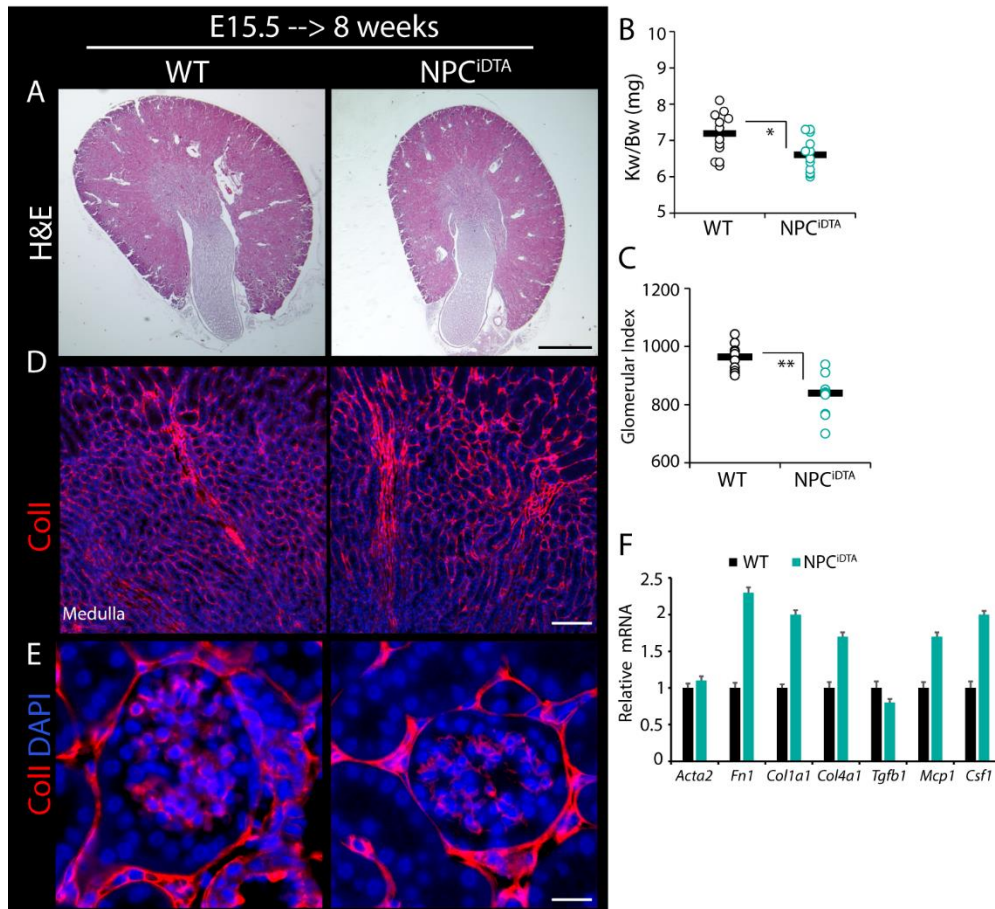 E15.5 --> 8 weeks
WT
NPCiDTA
A
H&E
B
10
9
8
7
6
5
Kw/Bw (mg)
*
WT
NPCiDTA
C
1200
1000
800
600
Glomerular Index
**
WT
NPCiDTA
D
ColI
Medulla
E
ColI DAPI
F
WT
NPCiDTA
2.5
2
1.5
1
0.5
0
Relative mRNA
Acta2 Fn1 Col1a1 Col4a1 Tgfb1 Mcp1 Csf1